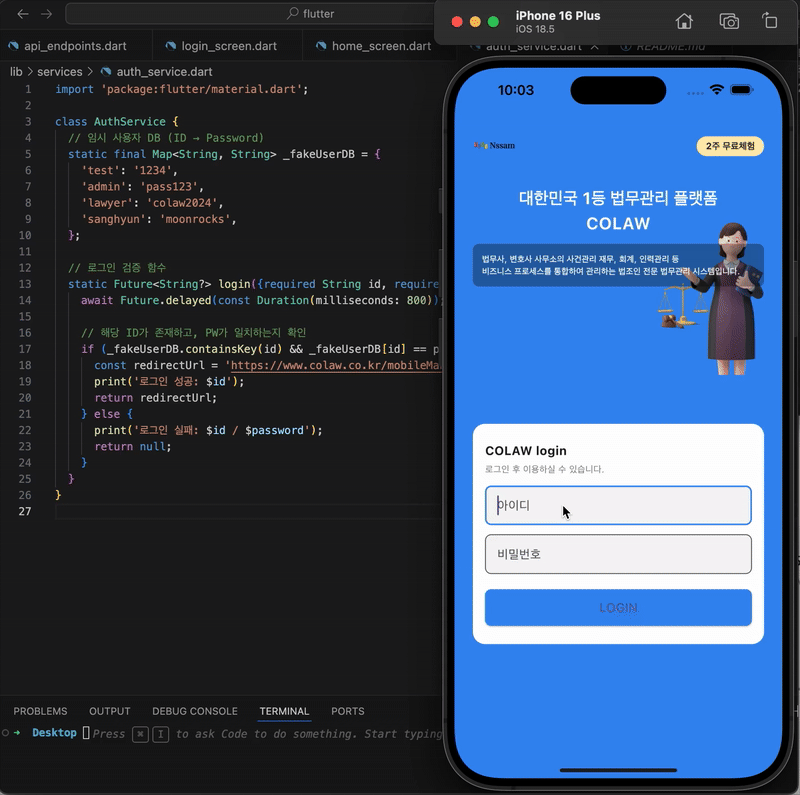 flutter
api_endpoints.dart login_screen.dart home_screen.dart auth_service.dart README.md
lib > services > auth_service.dart
1 import 'package:flutter/material.dart';
2
3 class AuthService {
4 // 임시 사용자 DB (ID → Password)
5 static final Map<String, String> _fakeUserDB = {
6 'test': '1234',
7 'admin': 'pass123',
8 'lawyer': 'colaw2024',
9 'sanghyun': 'moonrocks',
10 };
11
12 // 로그인 검증 함수
13 static Future<String?> login({required String id, require
14 await Future.delayed(const Duration(milliseconds: 800));
15
16 // 해당 ID가 존재하고, PW가 일치하는지 확인
17 if (_fakeUserDB.containsKey(id) && _fakeUserDB[id] == p
18 const redirectUrl = 'https://www.colaw.co.kr/mobileMa
19 print('로그인 성공: $id');
20 return redirectUrl;
21 } else {
22 print('로그인 실패: $id / $password');
23 return null;
24 }
25 }
26 }
27
PROBLEMS OUTPUT DEBUG CONSOLE TERMINAL PORTS
Desktop Press ⌘ I to ask Code to do something. Start typing
iPhone 16 Plus
iOS 18.5
10:03
Nssam
2주 무료체험
대한민국 1등 법무관리 플랫폼
COLAW
법무사, 변호사 사무소의 사건관리 재무, 회계, 인력관리 등
비즈니스 프로세스를 통합하여 관리하는 법조인 전문 법무관리 시스템입니다.
COLAW login
로그인 후 이용하실 수 있습니다.
아이디
비밀번호
LOGIN